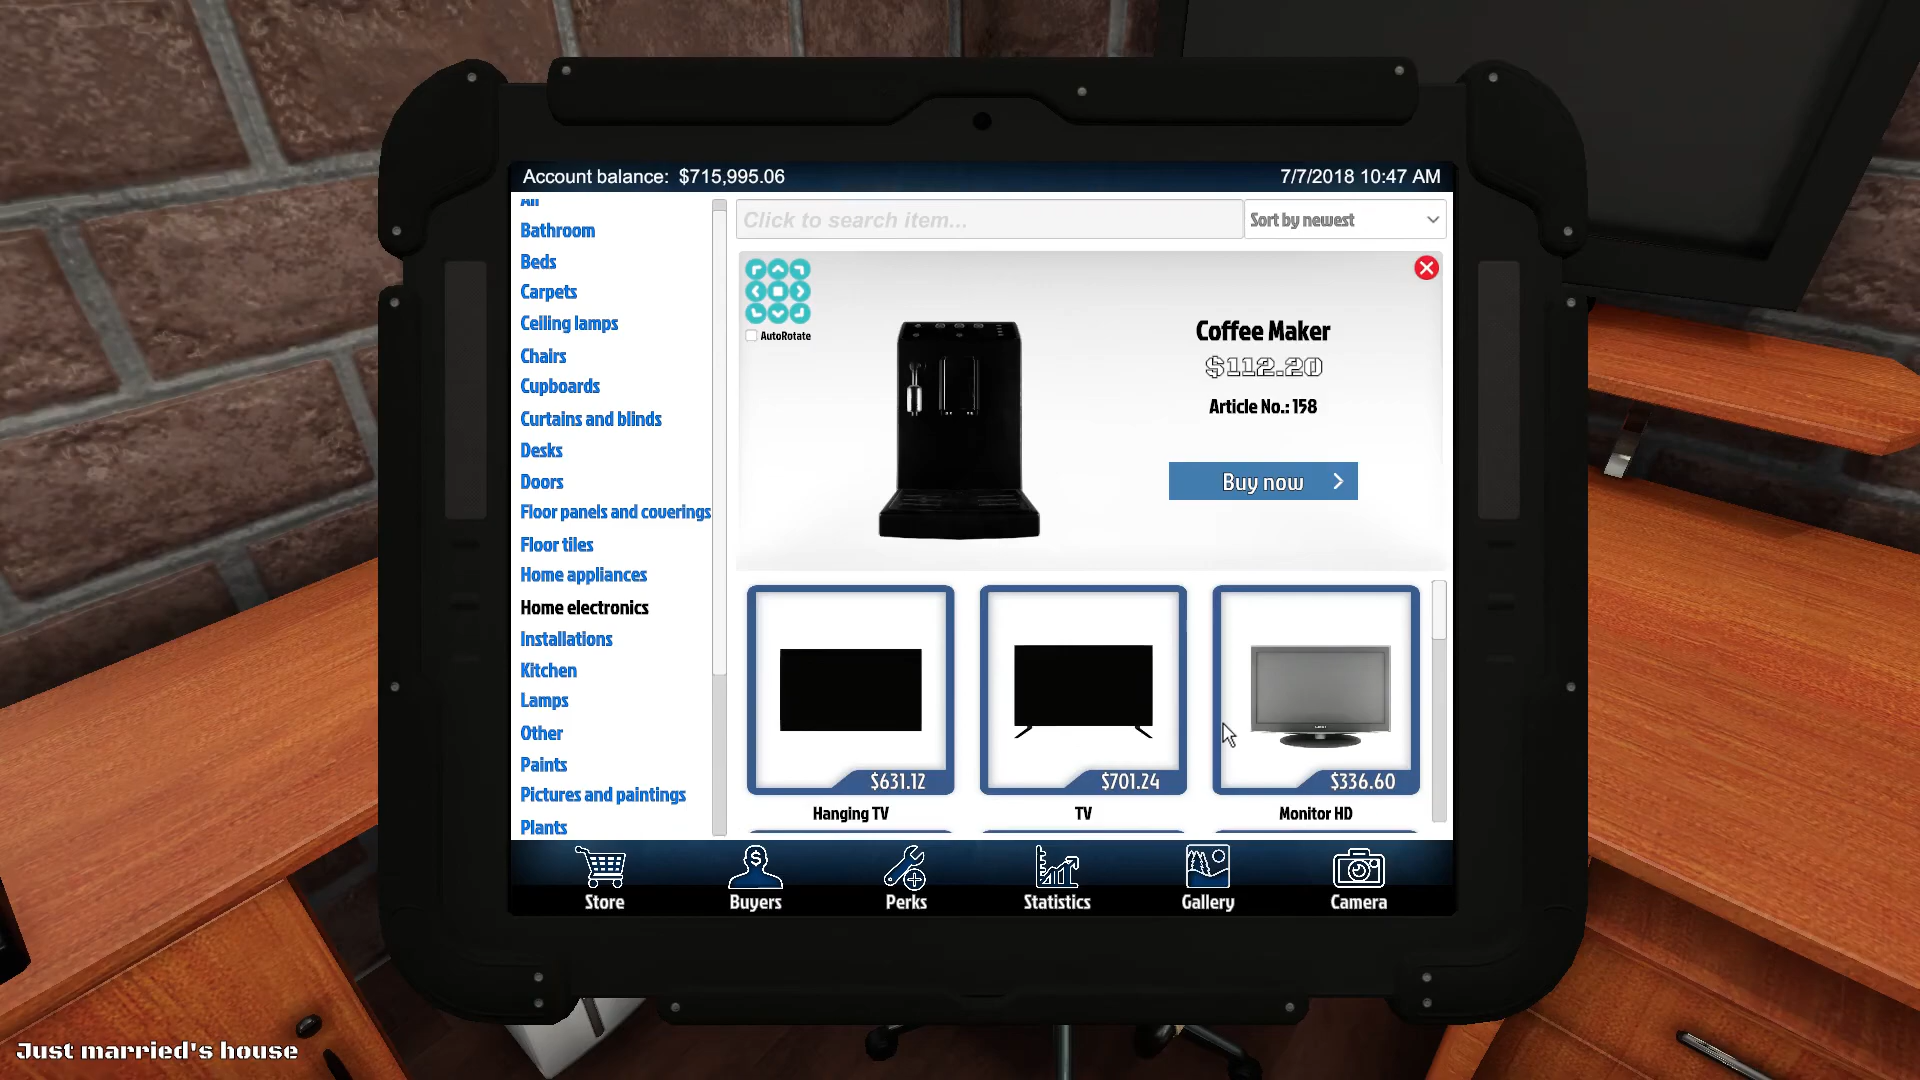 Account balance: $715,995.06
7/7/2018 10:47 AM
All
Bathroom
Beds
Carpets
Ceiling lamps
Chairs
Cupboards
Curtains and blinds
Desks
Doors
Floor panels and coverings
Floor tiles
Home appliances
Home electronics
Installations
Kitchen
Lamps
Other
Paints
Pictures and paintings
Plants
Click to search item...
Sort by newest
AutoRotate
Coffee Maker
$112.20
Article No.: 158
Buy now
$631.12
Hanging TV
$701.24
TV
$336.60
Monitor HD
Store
Buyers
Perks
Statistics
Gallery
Camera
Just married's house